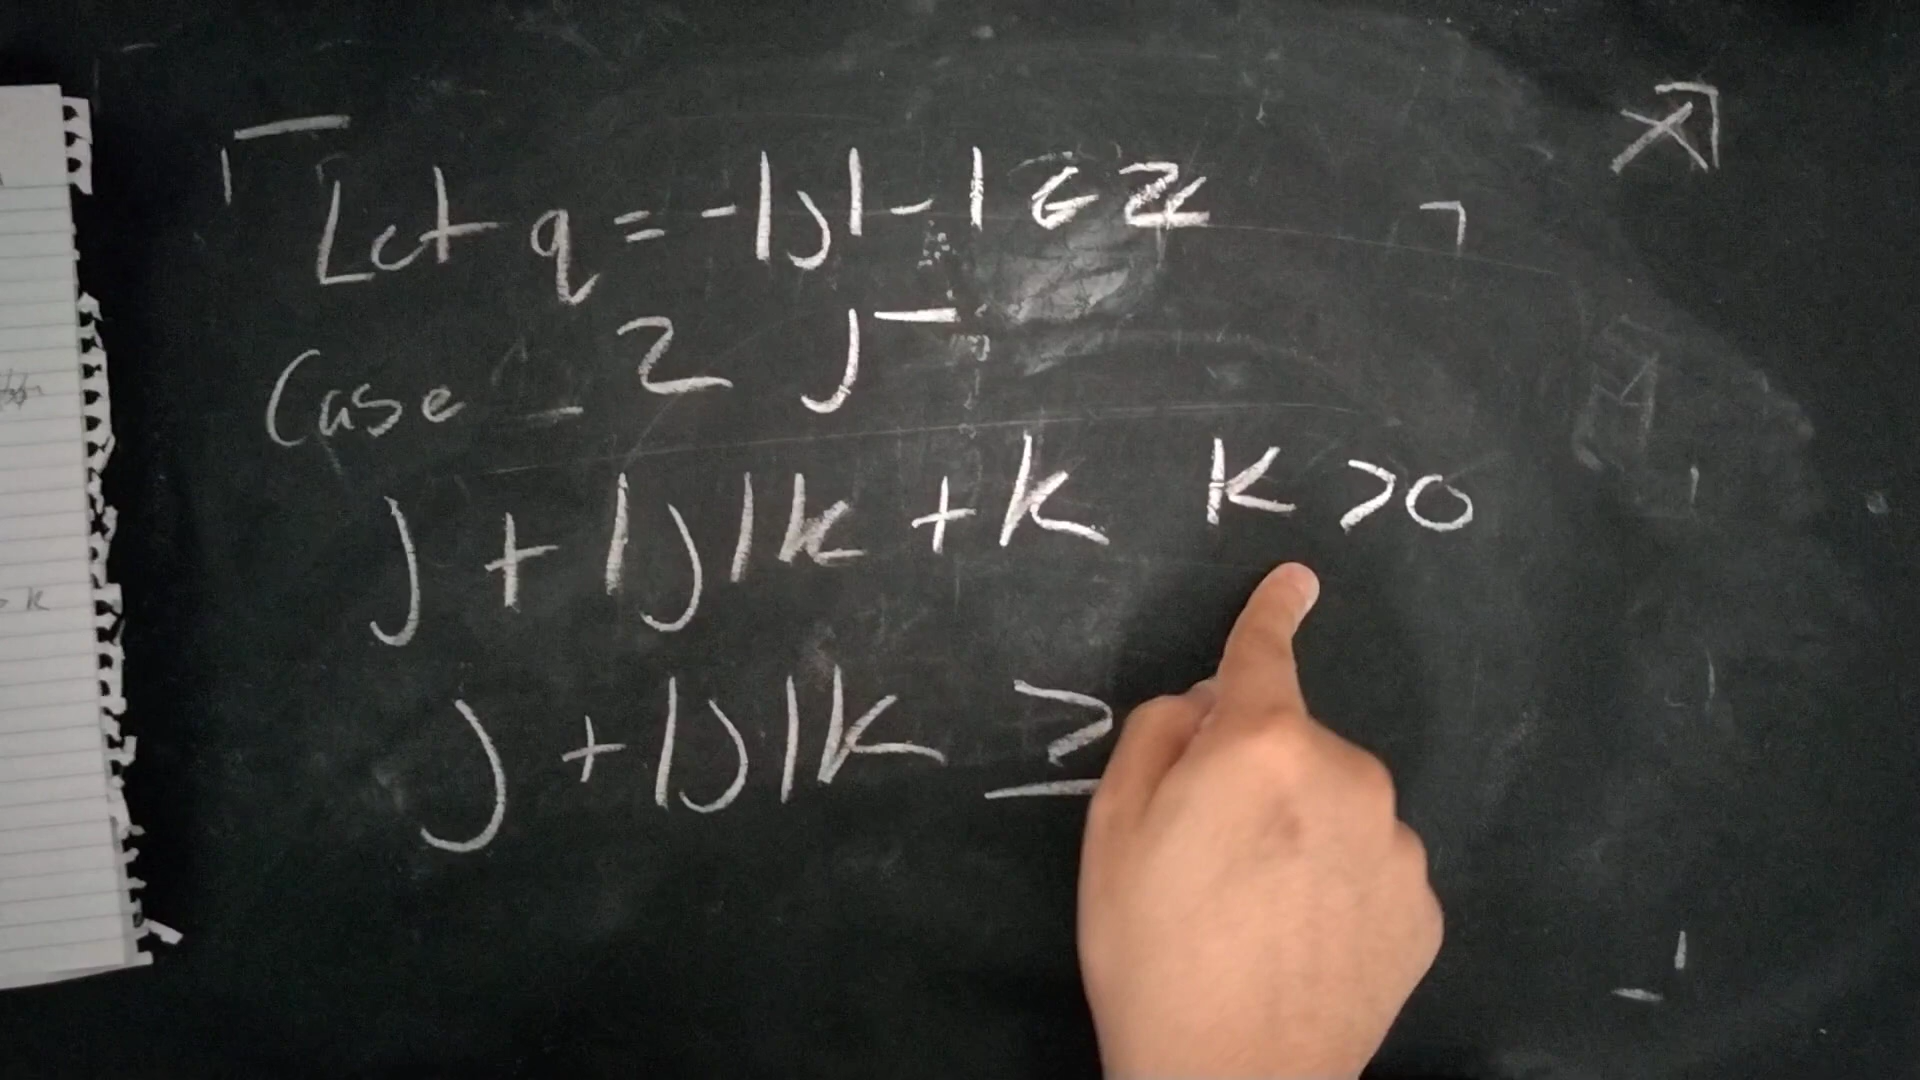 Let q = -|j|-1 ∈ ℤ
Case - 2 j⁻
j + |j|k + k k > 0
j + |j|k ≥
k